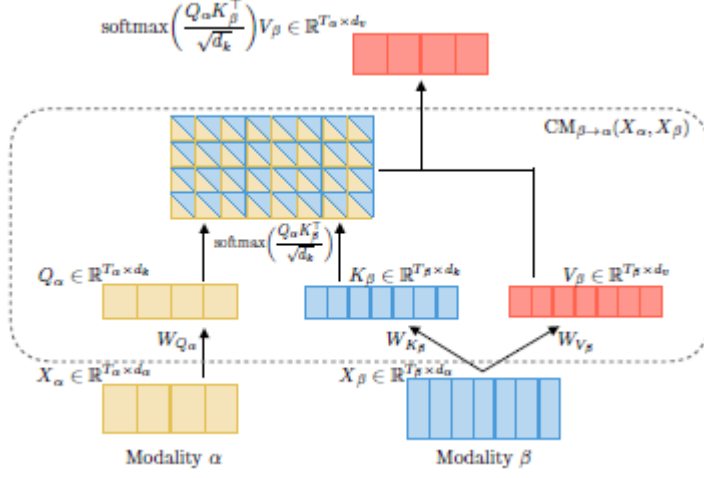 softmax(Q_α K_β^⊤ / √d_k) V_β ∈ ℝ^{T_α×d_v}
CM_{β→α}(X_α, X_β)
softmax(Q_α K_β^⊤ / √d_k)
Q_α ∈ ℝ^{T_α×d_k} K_β ∈ ℝ^{T_β×d_k} V_β ∈ ℝ^{T_β×d_v}
W_{Q_α} W_{K_β} W_{V_β}
X_α ∈ ℝ^{T_α×d_α} X_β ∈ ℝ^{T_β×d_α}
Modality α Modality β